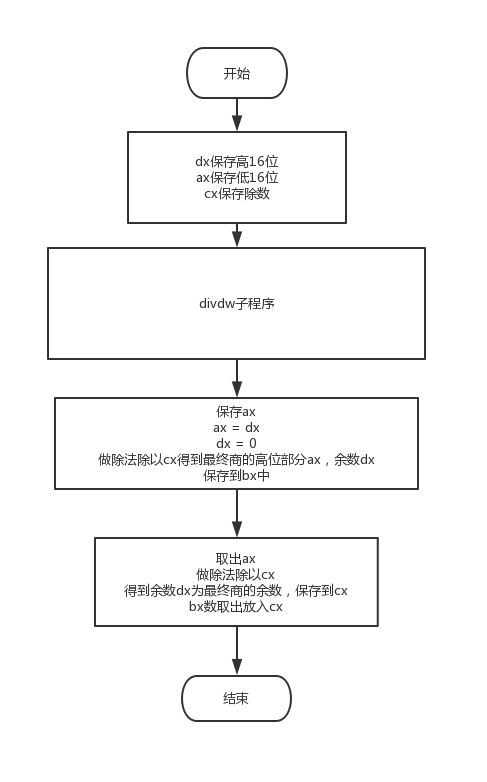 开始
dx保存高16位
ax保存低16位
cx保存除数
divdw子程序
保存ax
ax = dx
dx = 0
做除法除以cx得到最终商的高位部分ax，余数dx
保存到bx中
取出ax
做除法除以cx
得到余数dx为最终商的余数，保存到cx
bx数取出放入cx
结束